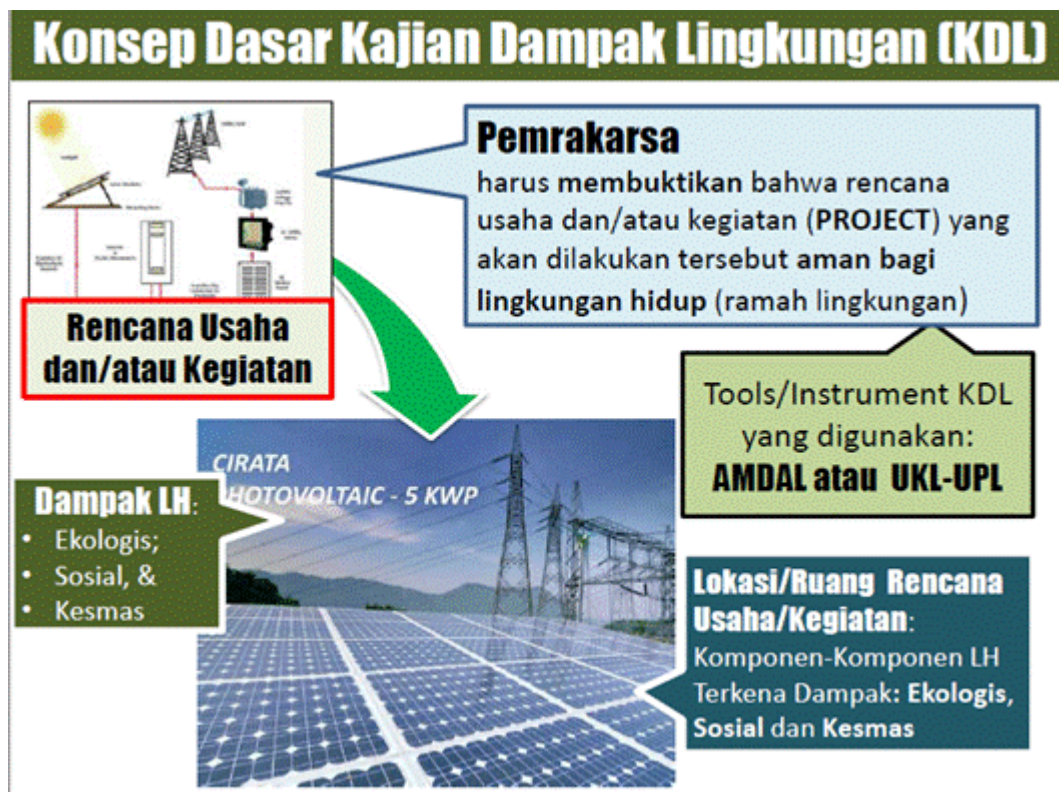 Konsep Dasar Kajian Dampak Lingkungan (KDL)
Pemrakarsa
harus membuktikan bahwa rencana
usaha dan/atau kegiatan (PROJECT) yang
akan dilakukan tersebut aman bagi
lingkungan hidup (ramah lingkungan)
Rencana Usaha
dan/atau Kegiatan
Tools/Instrument KDL
yang digunakan:
AMDAL atau UKL-UPL
CIRATA
PHOTOVOLTAIC - 5 KWP
Dampak LH:
• Ekologis;
• Sosial, &
• Kesmas
Lokasi/Ruang Rencana
Usaha/Kegiatan:
Komponen-Komponen LH
Terkena Dampak: Ekologis,
Sosial dan Kesmas